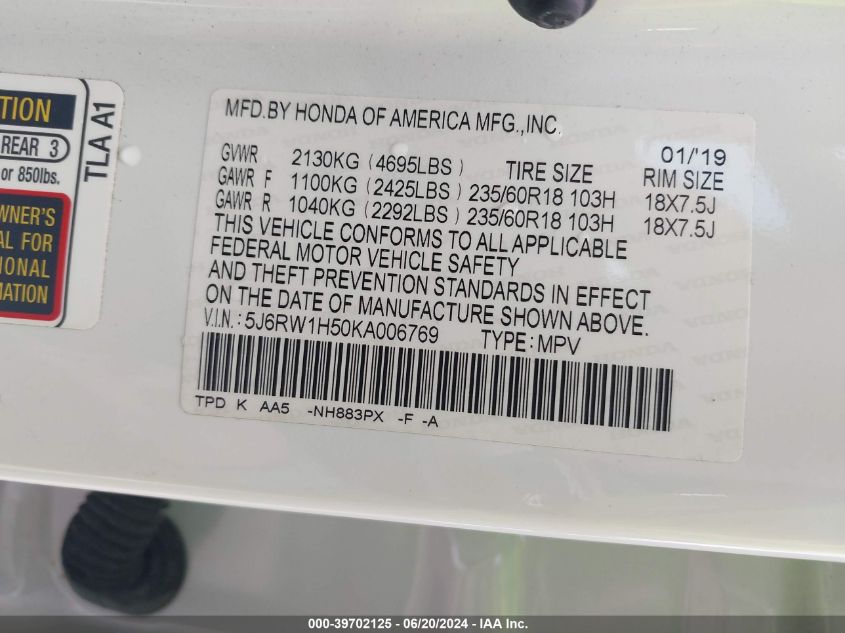 TION
REAR 3
or 850lbs.
TLA A1
WNER'S
AL FOR
IONAL
MATION
MFD.BY HONDA OF AMERICA MFG.,INC.
01/'19
GVWR 2130KG (4695LBS) TIRE SIZE RIM SIZE
GAWR F 1100KG (2425LBS) 235/60R18 103H 18X7.5J
GAWR R 1040KG (2292LBS) 235/60R18 103H 18X7.5J
THIS VEHICLE CONFORMS TO ALL APPLICABLE
FEDERAL MOTOR VEHICLE SAFETY
AND THEFT PREVENTION STANDARDS IN EFFECT
ON THE DATE OF MANUFACTURE SHOWN ABOVE.
V.I.N.: 5J6RW1H50KA006769 TYPE: MPV
TPD K AA5 -NH883PX -F -A
000-39702125 - 06/20/2024 - IAA Inc.